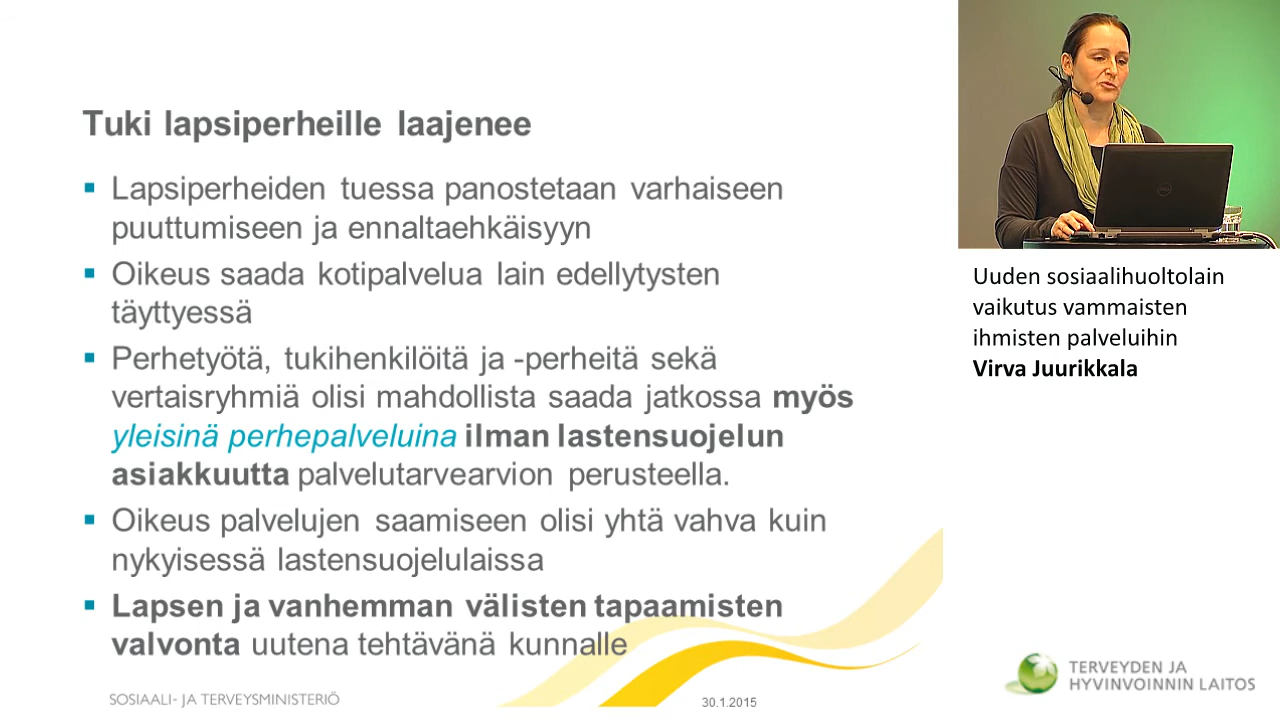 Tuki lapsiperheille laajenee
Lapsiperheiden tuessa panostetaan varhaiseen
puuttumiseen ja ennaltaehkäisyyn
Oikeus saada kotipalvelua lain edellytysten
täyttyessä
Perhetyötä, tukihenkilöitä ja -perheitä sekä
vertaisryhmiä olisi mahdollista saada jatkossa myös
yleisinä perhepalveluina ilman lastensuojelun
asiakkuutta palvelutarvearvion perusteella.
Oikeus palvelujen saamiseen olisi yhtä vahva kuin
nykyisessä lastensuojelulaissa
Lapsen ja vanhemman välisten tapaamisten
valvonta uutena tehtävänä kunnalle
SOSIAALI- JA TERVEYSMINISTERIÖ
30.1.2015
Uuden sosiaalihuoltolain
vaikutus vammaisten
ihmisten palveluihin
Virva Juurikkala
TERVEYDEN JA
HYVINVOINNIN LAITOS